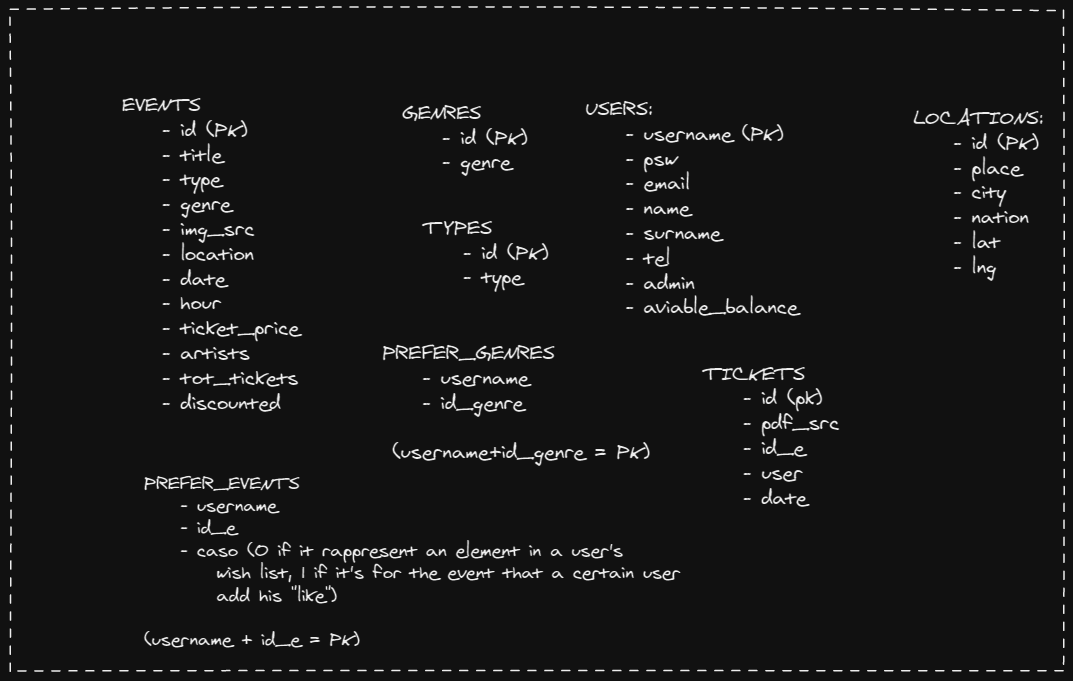 EVENTS
- id (PK)
- title
- type
- genre
- img_src
- location
- date
- hour
- ticket_price
- artists
- tot_tickets
- discounted
GENRES
- id (PK)
- genre
TYPES
- id (PK)
- type
USERS:
- username (PK)
- psw
- email
- name
- surname
- tel
- admin
- aviable_balance
LOCATIONS:
- id (PK)
- place
- city
- nation
- lat
- lng
PREFER_GENRES
- username
- id_genre
(username+id_genre = PK)
TICKETS
- id (pk)
- pdf_src
- id_e
- user
- date
PREFER_EVENTS
- username
- id_e
- caso (0 if it rappresent an element in a user's
wish list, 1 if it's for the event that a certain user
add his "like")
(username + id_e = PK)